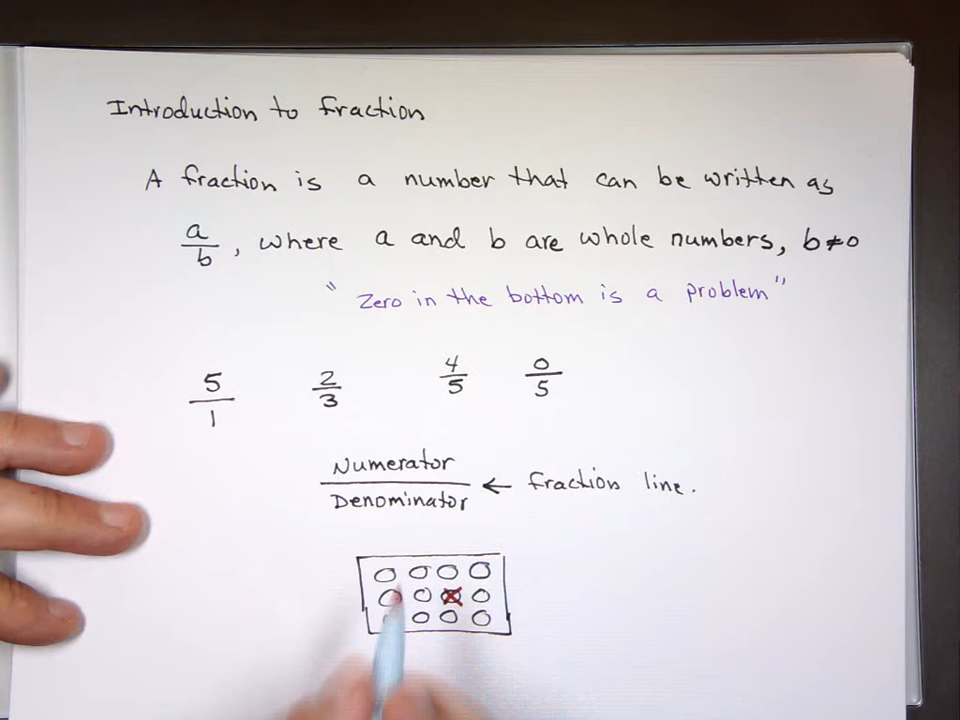 Introduction to fraction
A fraction is a number that can be written as
a/b, where a and b are whole numbers, b≠0
"Zero in the bottom is a problem"
5/1 2/3 4/5 0/5
Numerator
Denominator ← fraction line.